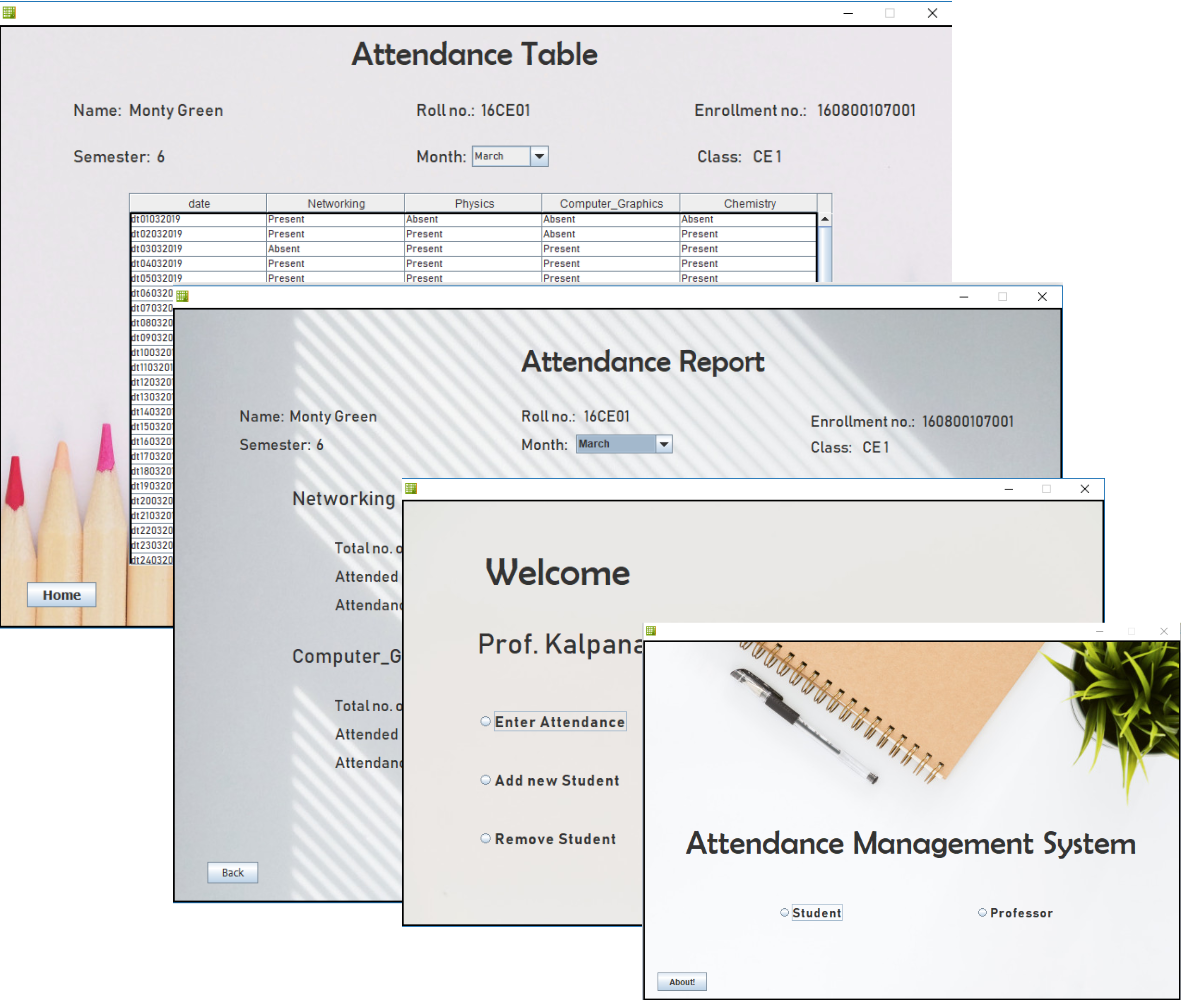 Attendance Table
Name: Monty Green Roll no.: 16CE01 Enrollment no.: 160800107001
Semester: 6 Month: March Class: CE 1
date Networking Physics Computer_Graphics Chemistry
dt01032019 Present Absent Absent Absent
dt02032019 Present Present Absent Present
dt03032019 Absent Present Present Present
dt04032019 Present Present Present Present
dt05032019 Present Present Present Present
dt060320
dt070320
dt080320
dt090320
dt100320
dt110320
dt120320
dt130320
dt140320
dt150320
dt160320
dt170320
dt180320
dt190320
dt200320
dt210320
dt220320
dt230320
dt240320
Home
Attendance Report
Name: Monty Green Roll no.: 16CE01 Enrollment no.: 160800107001
Semester: 6 Month: March Class: CE 1
Networking
Total no. o
Attended
Attendanc
Computer_G
Total no. o
Attended
Attendanc
Back
Welcome
Prof. Kalpana
Enter Attendance
Add new Student
Remove Student
Attendance Management System
Student Professor
About!